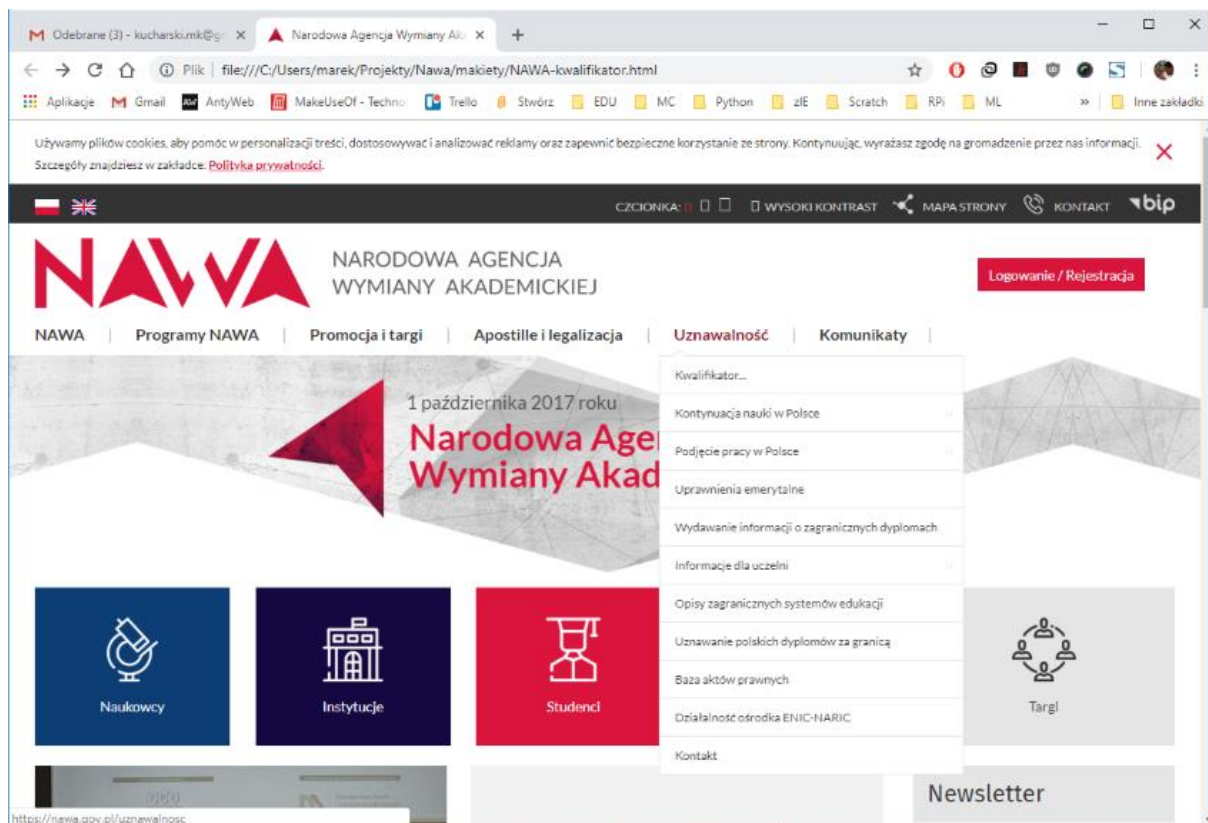 Odebrane (3) - kucharski.mk@g
Narodowa Agencja Wymiany Ak
Plik | file:///C:/Users/marek/Projekty/Nawa/makiety/NAWA-kwalifikator.html
Aplikacje Gmail AntyWeb MakeUseOf - Techno Trello Stwórz EDU MC Python zIE Scratch RPi ML » Inne zakładki
Używamy plików cookies, aby pomóc w personalizacji treści, dostosowywać i analizować reklamy oraz zapewnić bezpieczne korzystanie ze strony. Kontynuując, wyrażasz zgodę na gromadzenie przez nas informacji.
Szczegóły znajdziesz w zakładce: Polityka prywatności.
CZCIONKA: WYSOKI KONTRAST MAPA STRONY KONTAKT bip
NAWA
NARODOWA AGENCJA
WYMIANY AKADEMICKIEJ
Logowanie / Rejestracja
NAWA | Programy NAWA | Promocja i targi | Apostille i legalizacja | Uznawalność | Komunikaty |
1 października 2017 roku
Narodowa Age
Wymiany Akad
Kwalifikator...
Kontynuacja nauki w Polsce
Podjęcie pracy w Polsce
Uprawnienia emerytalne
Wydawanie informacji o zagranicznych dyplomach
Informacje dla uczelni
Opisy zagranicznych systemów edukacji
Uznawanie polskich dyplomów za granicą
Baza aktów prawnych
Działalność ośrodka ENIC-NARIC
Kontakt
Naukowcy
Instytucje
Studenci
Targi
Newsletter
https://nawa.gov.pl/uznawalnosc